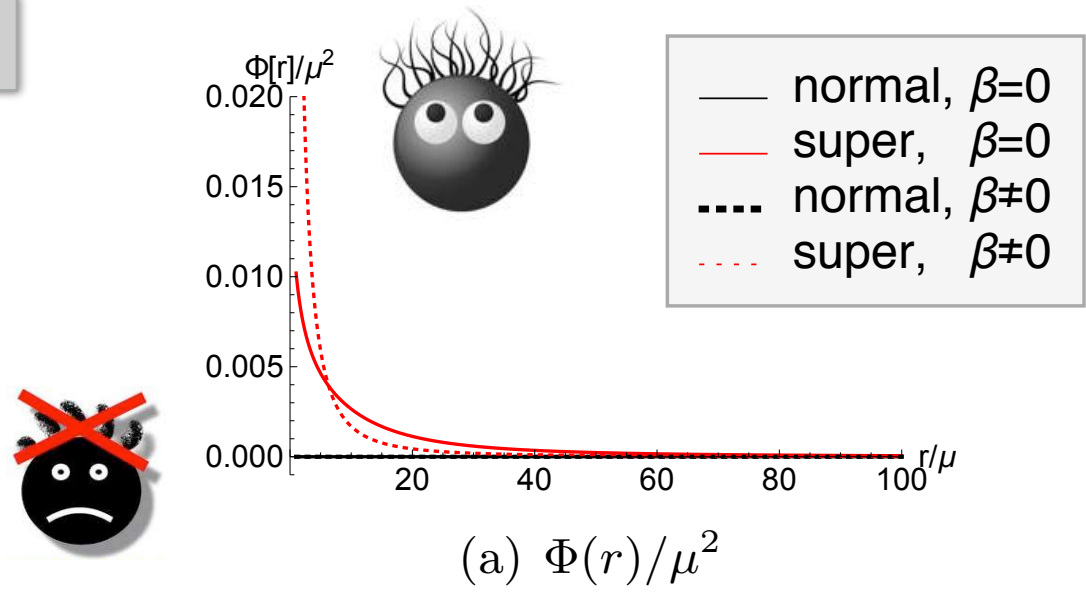 Φ[r]/μ²
0.020
0.015
0.010
0.005
0.000
20 40 60 80 100
r/μ
normal, β=0
super, β=0
normal, β≠0
super, β≠0
(a) Φ(r)/μ²